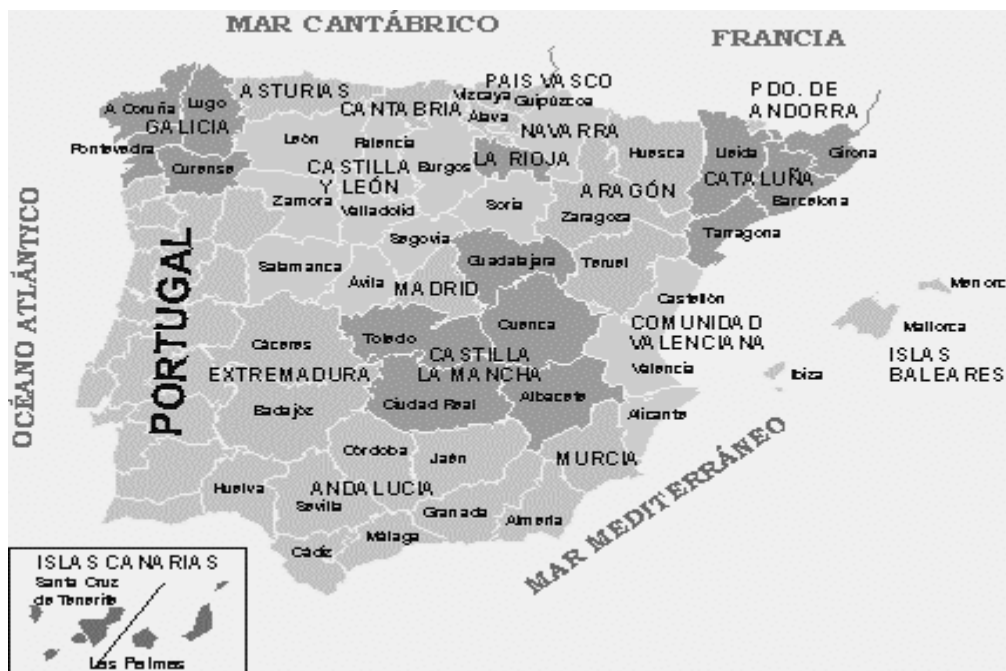 MAR CANTÁBRICO
FRANCIA
ASTURIAS
PAIS VASCO
PDO. DE
ANDORRA
A Coruña
Lugo
GALICIA
CANTABRIA
Vizcaya
Guipúzcoa
Alava
NAVARRA
Pontevedra
Ourense
León
Palencia
CASTILLA
Y LEÓN
Burgos
LA RIOJA
Huesca
Lleida
Girona
CATALUÑA
Barcelona
Zamora
Valladolid
Soria
ARAGÓN
Zaragoza
Tarragona
OCÉANO ATLÁNTICO
PORTUGAL
Segovia
Salamanca
Avila
MADRID
Guadalajara
Teruel
Menorc
Castellón
Mallorca
Toledo
Cuenca
COMUNIDAD
VALENCIANA
ISLAS
BALEARES
Cáceres
CASTILLA
LA MANCHA
Valencia
Ibiza
EXTREMADURA
Badajoz
Ciudad Real
Albacete
Alicante
Córdoba
Jaén
MURCIA
MAR MEDITERRÁNEO
Huelva
ANDALUCIA
Sevilla
Granada
Almería
Málaga
Cádiz
ISLAS CANARIAS
Santa Cruz
de Tenerife
Las Palmas